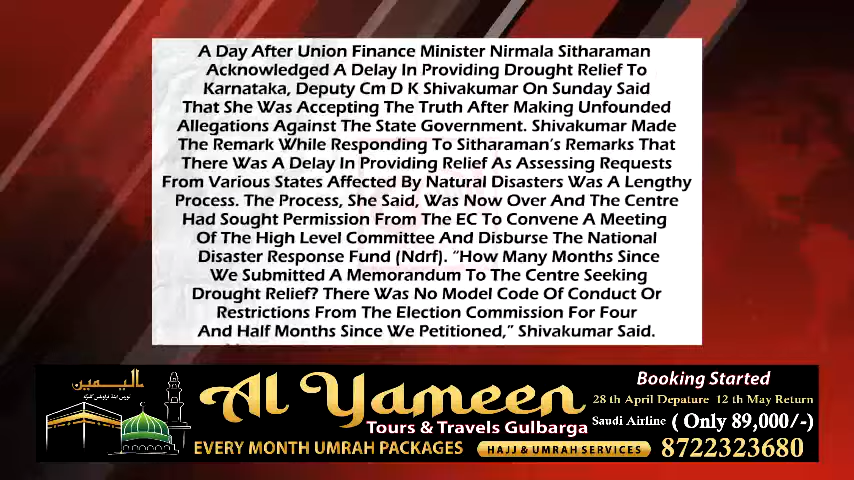 A Day After Union Finance Minister Nirmala Sitharaman
Acknowledged A Delay In Providing Drought Relief To
Karnataka, Deputy Cm D K Shivakumar On Sunday Said
That She Was Accepting The Truth After Making Unfounded
Allegations Against The State Government. Shivakumar Made
The Remark While Responding To Sitharaman's Remarks That
There Was A Delay In Providing Relief As Assessing Requests
From Various States Affected By Natural Disasters Was A Lengthy
Process. The Process, She Said, Was Now Over And The Centre
Had Sought Permission From The EC To Convene A Meeting
Of The High Level Committee And Disburse The National
Disaster Response Fund (Ndrf). "How Many Months Since
We Submitted A Memorandum To The Centre Seeking
Drought Relief? There Was No Model Code Of Conduct Or
Restrictions From The Election Commission For Four
And Half Months Since We Petitioned," Shivakumar Said.
الیمین
Al Yameen
Tours & Travels Gulbarga
EVERY MONTH UMRAH PACKAGES
HAJJ & UMRAH SERVICES
Booking Started
28 th April Depature 12 th May Return
Saudi Airline ( Only 89,000/-)
8722323680